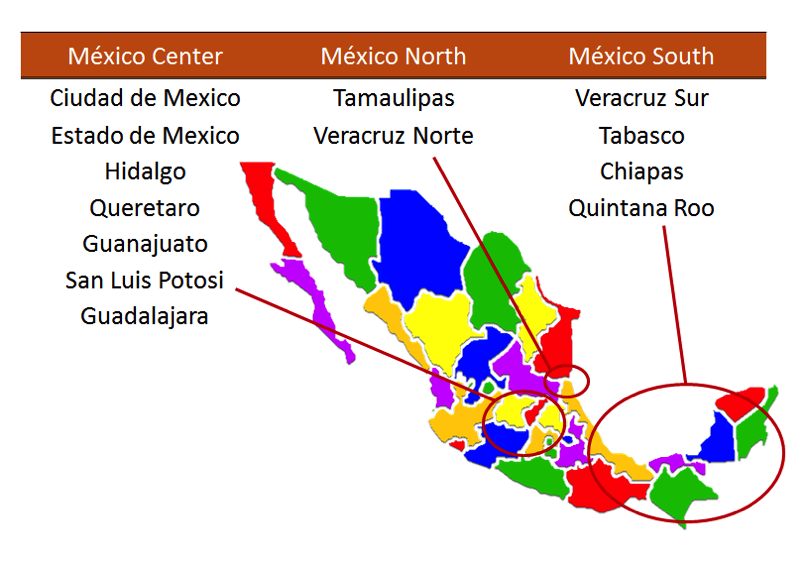 México Center México North México South
Ciudad de Mexico Tamaulipas Veracruz Sur
Estado de Mexico Veracruz Norte Tabasco
Hidalgo Chiapas
Queretaro Quintana Roo
Guanajuato
San Luis Potosi
Guadalajara